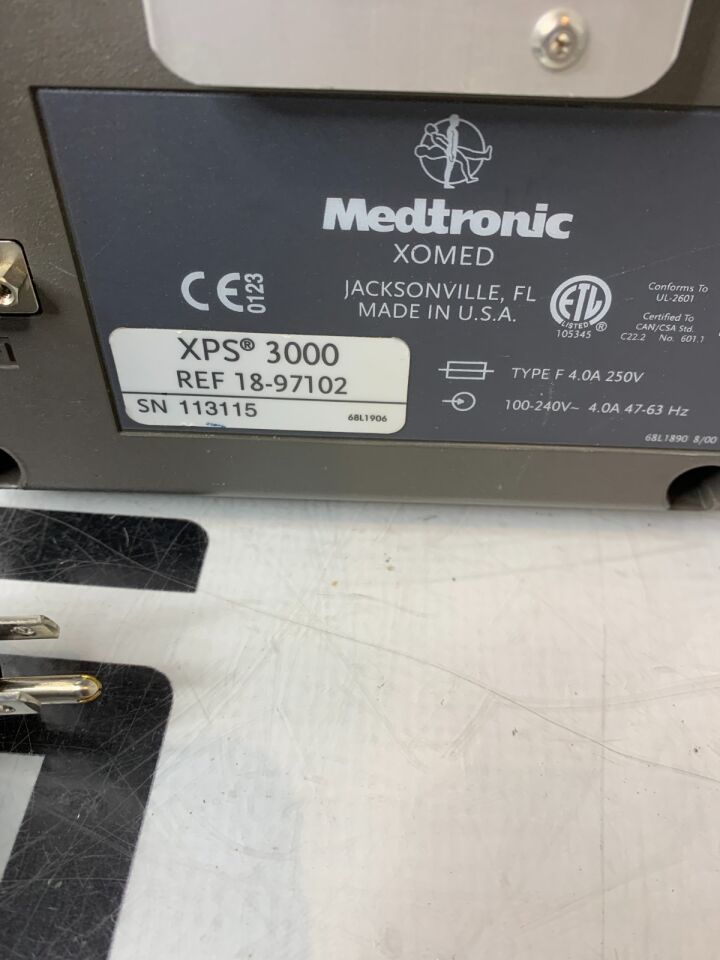 Medtronic
XOMED
CE 0123
JACKSONVILLE, FL
MADE IN U.S.A.
ETL
LISTED ®
105345
Conforms To
UL-2601
Certified To
CAN/CSA Std.
C22.2 No. 601.1
XPS® 3000
REF 18-97102
SN 113115
68L1906
TYPE F 4.0A 250V
100-240V~ 4.0A 47-63 Hz
68L1890 8/00